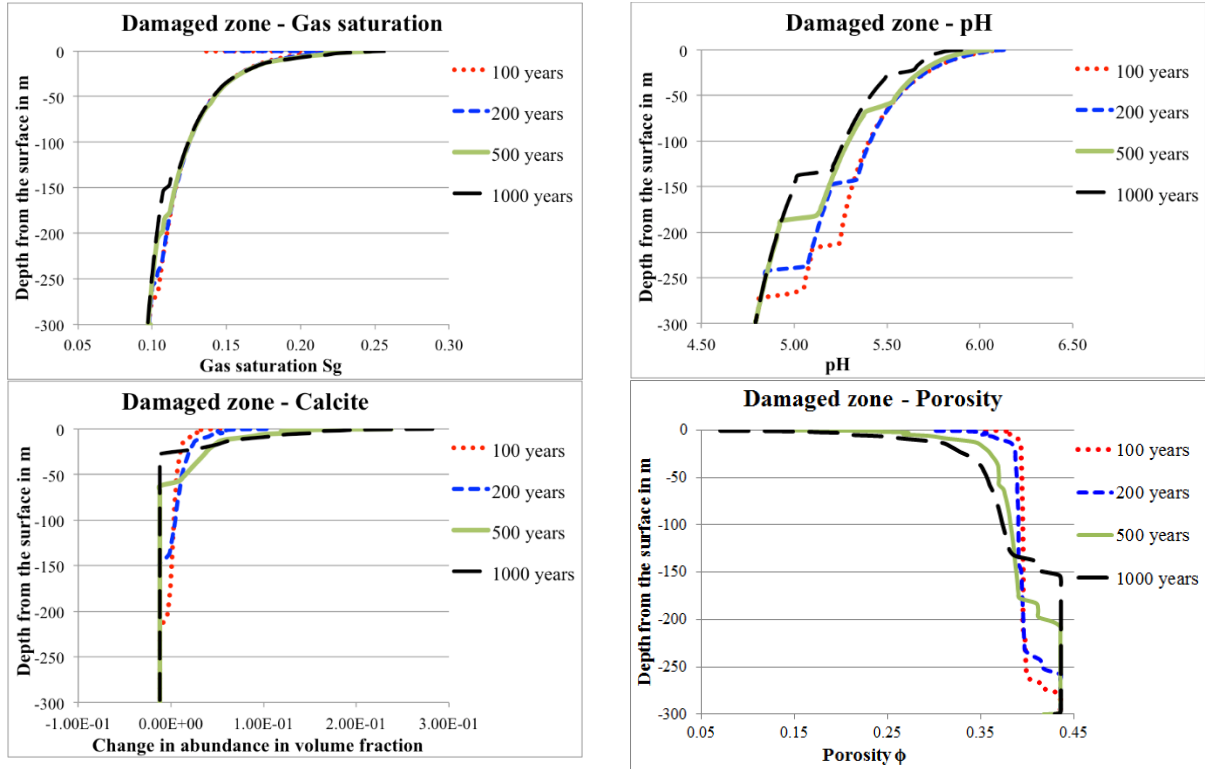 Damaged zone - Gas saturation
0
-50
-100
-150
-200
-250
-300
0.05 0.10 0.15 0.20 0.25 0.30
Depth from the surface in m
Gas saturation Sg
100 years
200 years
500 years
1000 years
Damaged zone - pH
0
-50
-100
-150
-200
-250
-300
4.50 5.00 5.50 6.00 6.50
Depth from the surface in m
pH
100 years
200 years
500 years
1000 years
Damaged zone - Calcite
0
-50
-100
-150
-200
-250
-300
-1.00E-01 0.00E+00 1.00E-01 2.00E-01 3.00E-01
Depth from the surface in m
Change in abundance in volume fraction
100 years
200 years
500 years
1000 years
Damaged zone - Porosity
0
-50
-100
-150
-200
-250
-300
0.05 0.15 0.25 0.35 0.45
Depth from the surface in m
Porosity ϕ
100 years
200 years
500 years
1000 years